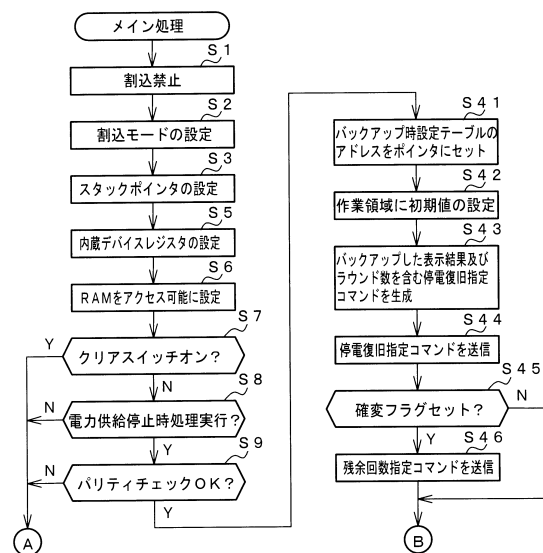 メイン処理
S1
割込禁止
S2
割込モードの設定
S3
スタックポインタの設定
S5
内蔵デバイスレジスタの設定
S6
RAMをアクセス可能に設定
S7
Y
クリアスイッチオン?
N
S8
N
電力供給停止時処理実行?
Y
S9
N
パリティチェックOK?
Y
A
S41
バックアップ時設定テーブルの
アドレスをポインタにセット
S42
作業領域に初期値の設定
S43
バックアップした表示結果及び
ラウンド数を含む停電復旧指定
コマンドを生成
S44
停電復旧指定コマンドを送信
S45
確変フラグセット?
N
Y
S46
残余回数指定コマンドを送信
B